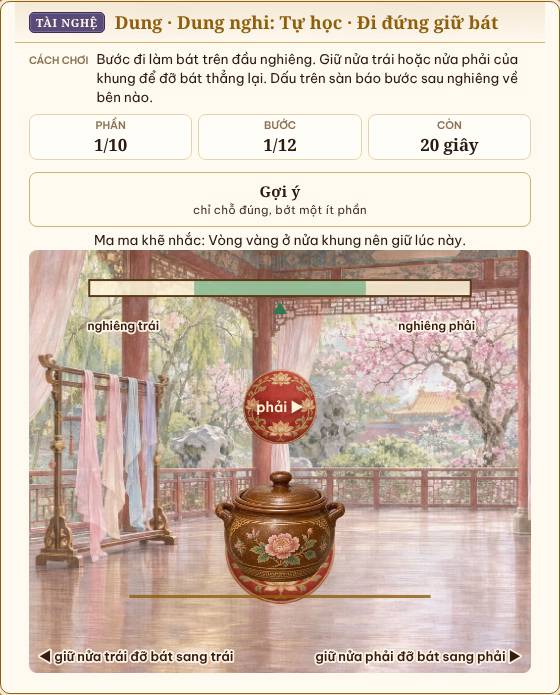 TÀI NGHỆ
Dung · Dung nghi: Tự học · Đi đứng giữ bát
CÁCH CHƠI
Bước đi làm bát trên đầu nghiêng. Giữ nửa trái hoặc nửa phải của
khung để đỡ bát thẳng lại. Dấu trên sàn báo bước sau nghiêng về
bên nào.
PHẦN
1/10
BƯỚC
1/12
CÒN
20 giây
Gợi ý
chỉ chỗ đúng, bớt một ít phần
Ma ma khẽ nhắc: Vòng vàng ở nửa khung nên giữ lúc này.
nghiêng trái
nghiêng phải
phải ▶
◀ giữ nửa trái đỡ bát sang trái
giữ nửa phải đỡ bát sang phải ▶